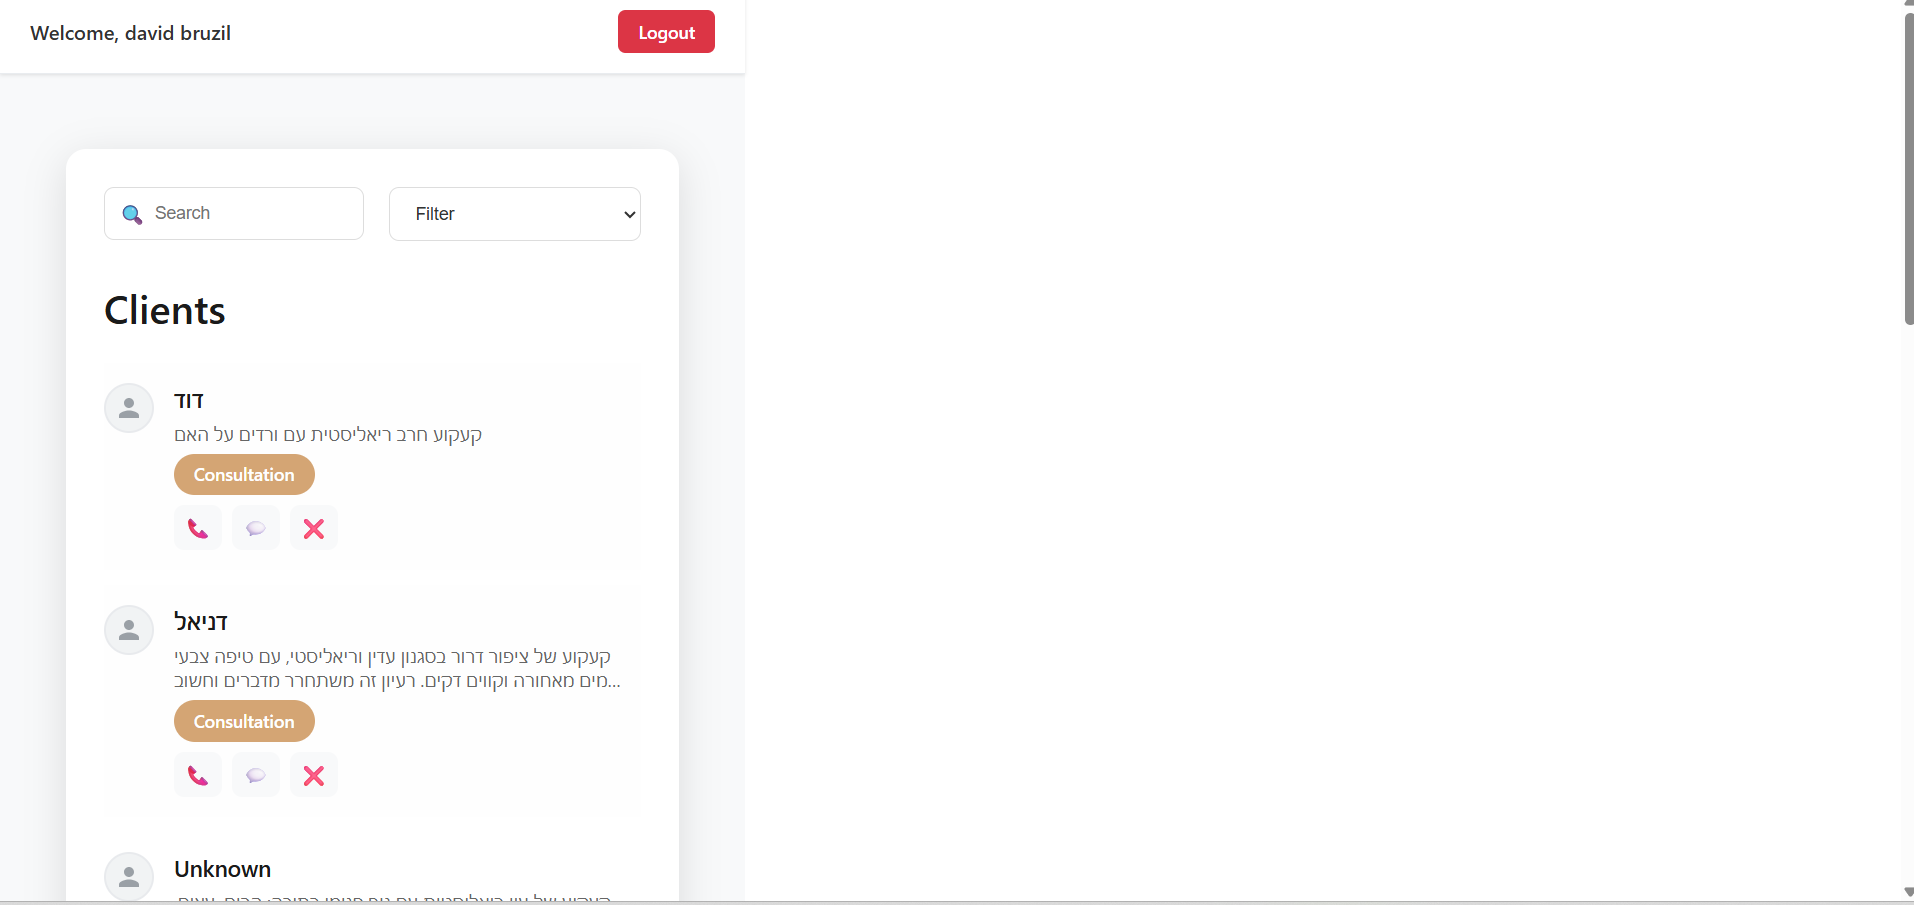 Welcome, david bruzil
Logout
Search
Filter
Clients
דוד
קעקוע חרב ריאליסטית עם ורדים על האם
Consultation
דניאל
קעקוע של ציפור דרור בסגנון עדין וריאליסטי, עם טיפה צבעי
מים מאחורה וקווים דקים. רעיון זה משתחרר מדברים וחשוב...
Consultation
Unknown